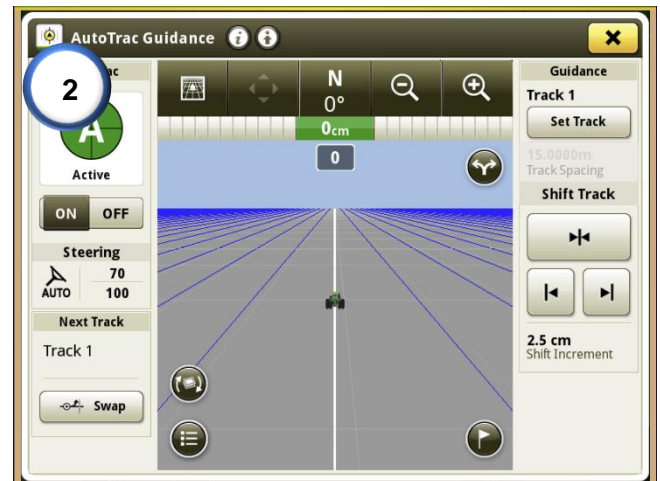 AutoTrac Guidance
2
ac
A
Active
ON OFF
Steering
AUTO
70
100
Next Track
Track 1
Swap
N
0°
0cm
0
Guidance
Track 1
Set Track
15.0000m
Track Spacing
Shift Track
2.5 cm
Shift Increment